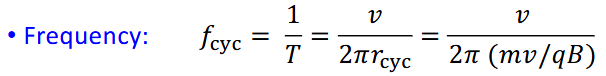 • Frequency: f_cyc = 1/T = v/2πr_cyc = v/2π (mv/qB)